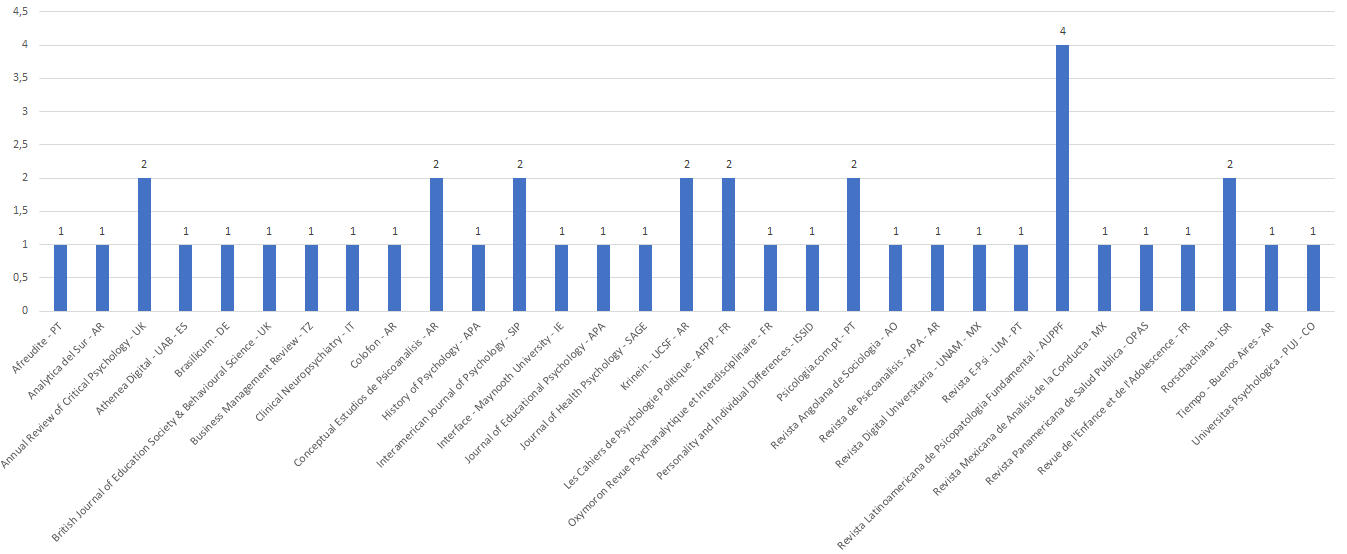 4,5
4
3,5
3
2,5
2
1,5
1
0,5
0
1
1
2
1
1
1
1
1
1
2
1
2
1
1
1
2
2
1
1
2
1
1
1
1
4
1
1
1
2
1
1
Afreudite - PT
Analytica del Sur - AR
Annual Review of Critical Psychology - UK
Athenea Digital - UAB - ES
Brasilicum - DE
British Journal of Education Society & Behavioural Science - UK
Business Management Review - TZ
Clinical Neuropsychiatry - IT
Colofon - AR
Conceptual Estudios de Psicoanálisis - AR
History of Psychology - APA
Interamerican Journal of Psychology - SIP
Interface - Maynooth University - IE
Journal of Educational Psychology - APA
Journal of Health Psychology - SAGE
Krinein - UCSF - AR
Les Cahiers de Psychologie Politique - AFPP - FR
Oxymoron Revue Psychanalytique et Interdisciplinaire - FR
Personality and Individual Differences - ISSID
Psicologia.com.pt - PT
Revista Angolana de Sociologia - AO
Revista de Psicoanalisis - APA - AR
Revista Digital Universitaria - UNAM - MX
Revista E-Psi - UM - PT
Revista Latinoamericana de Psicopatologia Fundamental - AUPPF
Revista Mexicana de Analisis de la Conducta - MX
Revista Panamericana de Salud Publica - OPAS
Revue de l'Enfance et de l'Adolescence - FR
Rorschachiana - ISR
Tiempo - Buenos Aires - AR
Universitas Psychologica - PUJ - CO